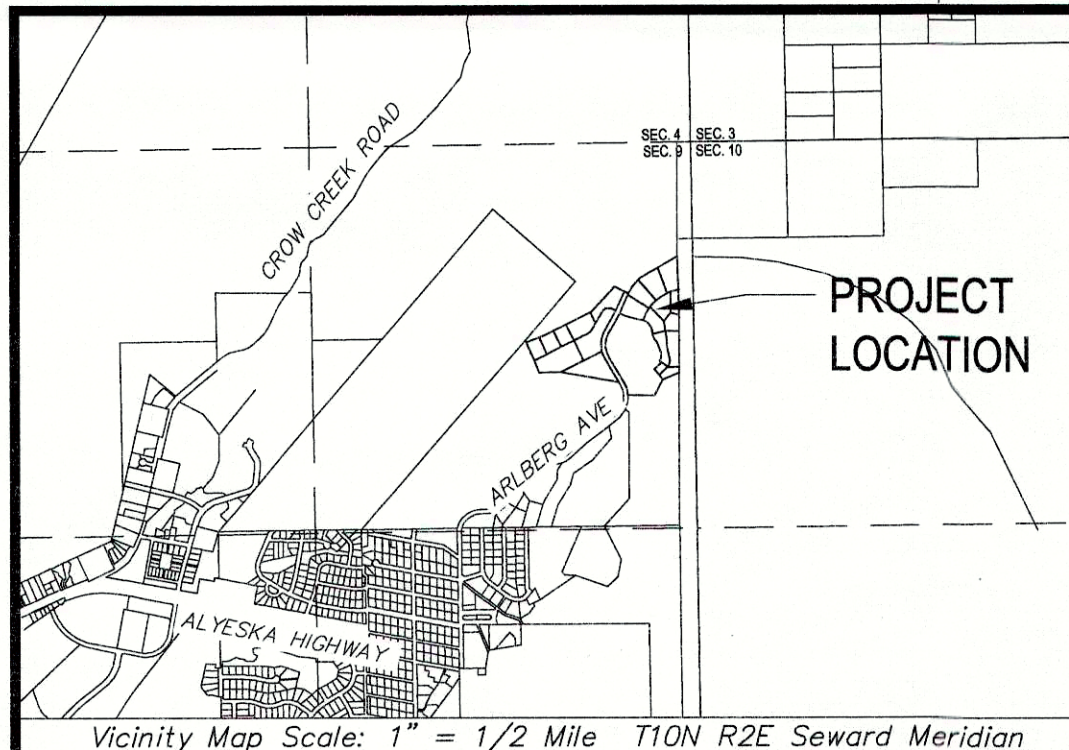 SEC. 4 SEC. 3
SEC. 9 SEC. 10
CROW CREEK ROAD
PROJECT
LOCATION
ARLBERG AVE
ALYESKA HIGHWAY
Vicinity Map Scale: 1" = 1/2 Mile T10N R2E Seward Meridian